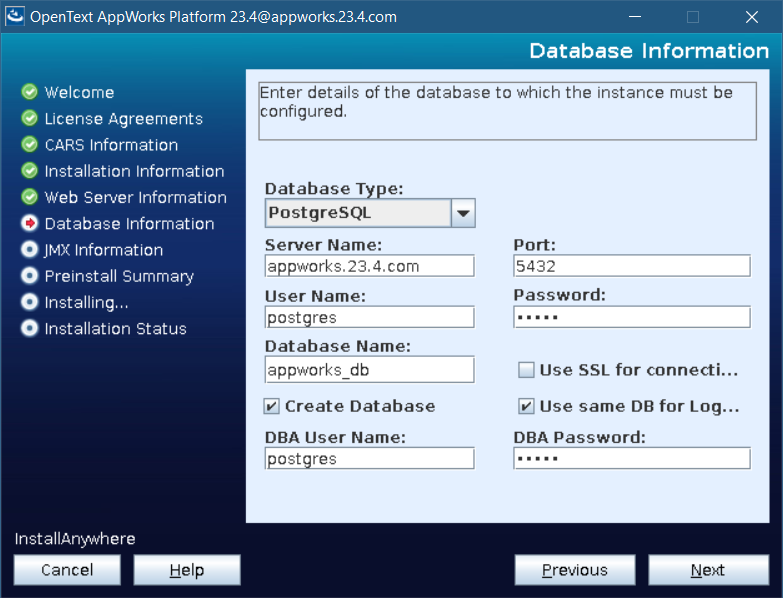 OpenText AppWorks Platform 23.4@appworks.23.4.com
Database Information
Welcome
License Agreements
CARS Information
Installation Information
Web Server Information
Database Information
JMX Information
Preinstall Summary
Installing...
Installation Status
Enter details of the database to which the instance must be
configured.
Database Type:
PostgreSQL
Server Name:
Port:
appworks.23.4.com
5432
User Name:
Password:
postgres
•••••
Database Name:
appworks_db
Use SSL for connecti...
Create Database
Use same DB for Log...
DBA User Name:
DBA Password:
postgres
•••••
InstallAnywhere
Cancel
Help
Previous
Next